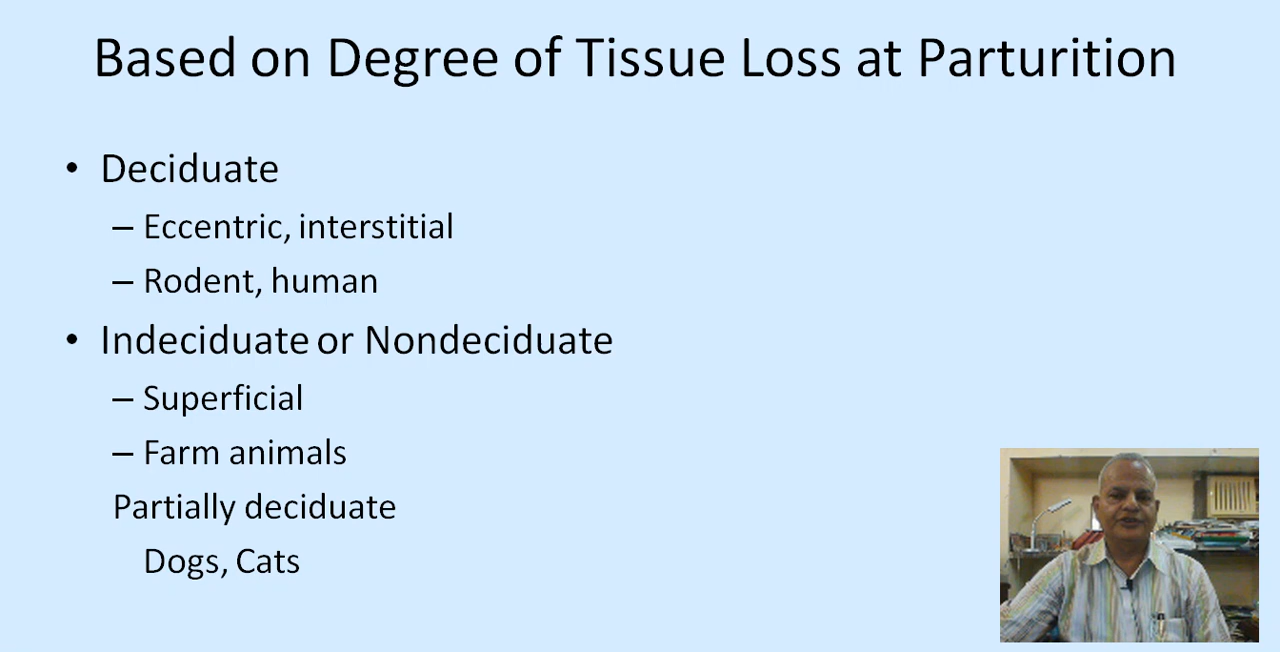 Based on Degree of Tissue Loss at Parturition
• Deciduate
– Eccentric, interstitial
– Rodent, human
• Indeciduate or Nondeciduate
– Superficial
– Farm animals
Partially deciduate
Dogs, Cats